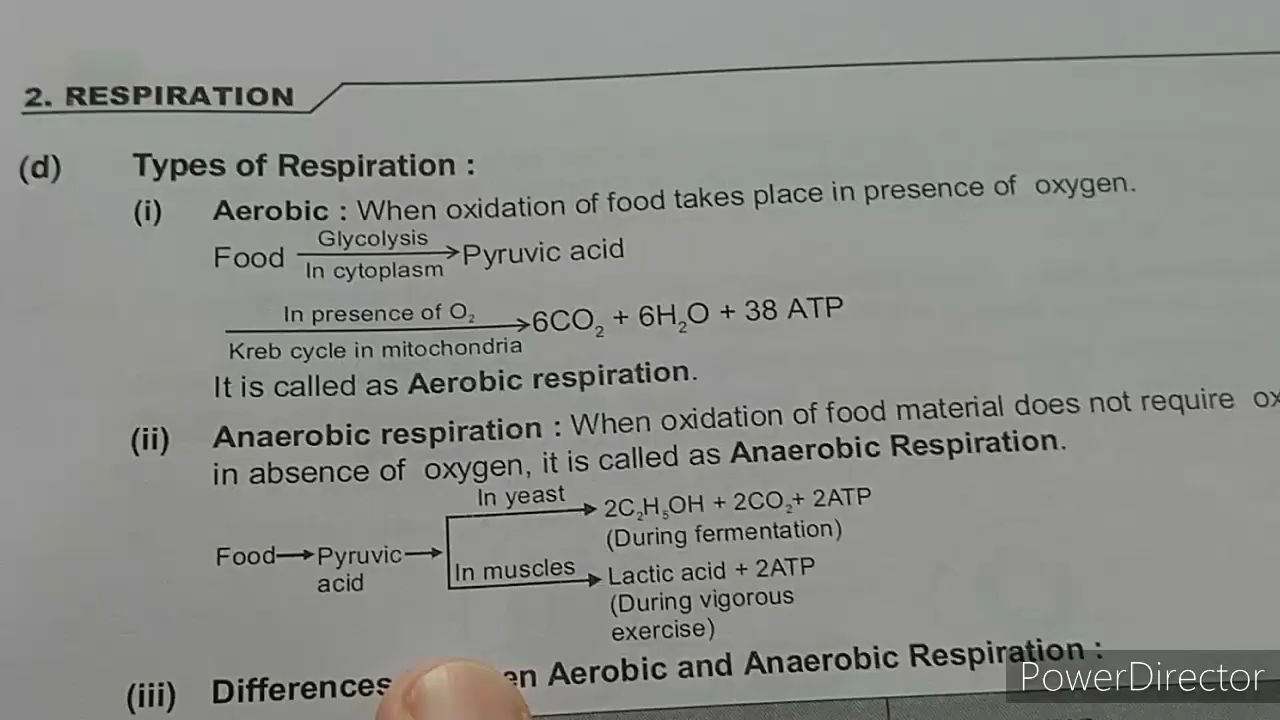 2. RESPIRATION
(d) Types of Respiration :
(i) Aerobic : When oxidation of food takes place in presence of oxygen.
Food Glycolysis In cytoplasm → Pyruvic acid
In presence of O₂ Kreb cycle in mitochondria → 6CO₂ + 6H₂O + 38 ATP
It is called as Aerobic respiration.
(ii) Anaerobic respiration : When oxidation of food material does not require
in absence of oxygen, it is called as Anaerobic Respiration.
In yeast → 2C₂H₅OH + 2CO₂+ 2ATP
(During fermentation)
Food → Pyruvic acid →
In muscles → Lactic acid + 2ATP
(During vigorous
exercise)
(iii) Differences Aerobic and Anaerobic Respiration :
PowerDirector